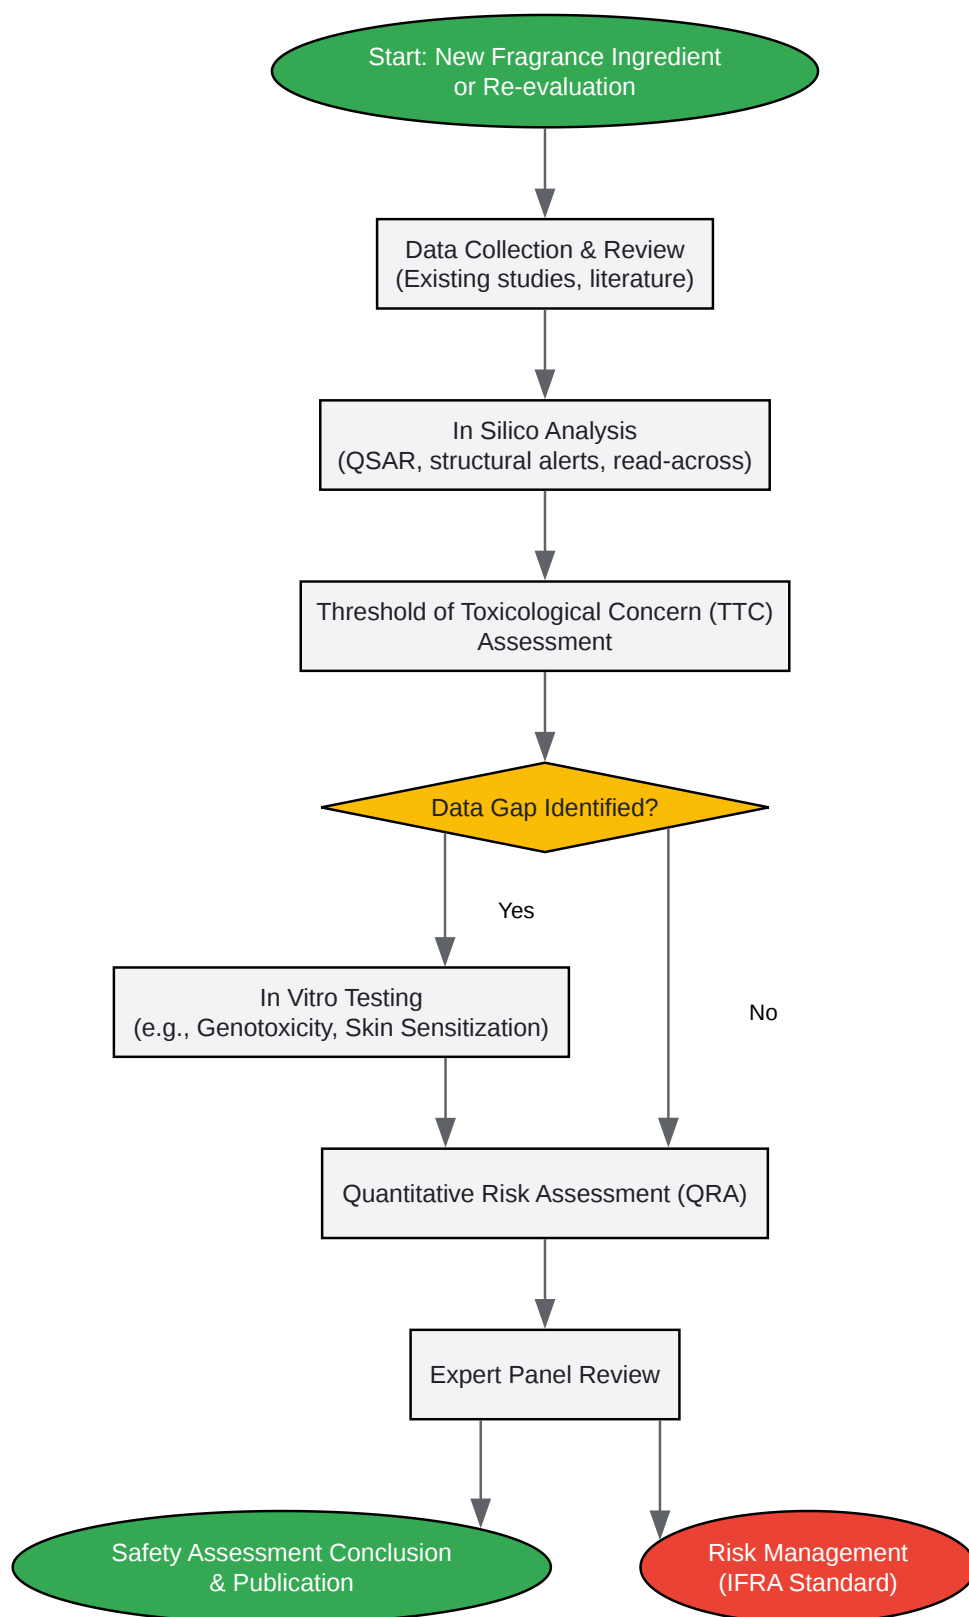 Start: New Fragrance Ingredient
or Re-evaluation
Data Collection & Review
(Existing studies, literature)
In Silico Analysis
(QSAR, structural alerts, read-across)
Threshold of Toxicological Concern (TTC)
Assessment
Data Gap Identified?
Yes
In Vitro Testing
(e.g., Genotoxicity, Skin Sensitization)
No
Quantitative Risk Assessment (QRA)
Expert Panel Review
Safety Assessment Conclusion
& Publication
Risk Management
(IFRA Standard)